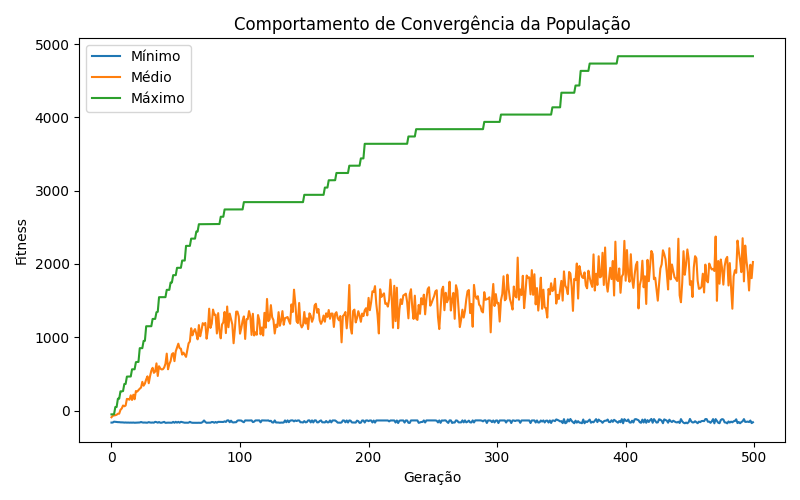 Comportamento de Convergência da População
Mínimo
Médio
Máximo
5000
4000
3000
2000
1000
0
Fitness
0 100 200 300 400 500
Geração